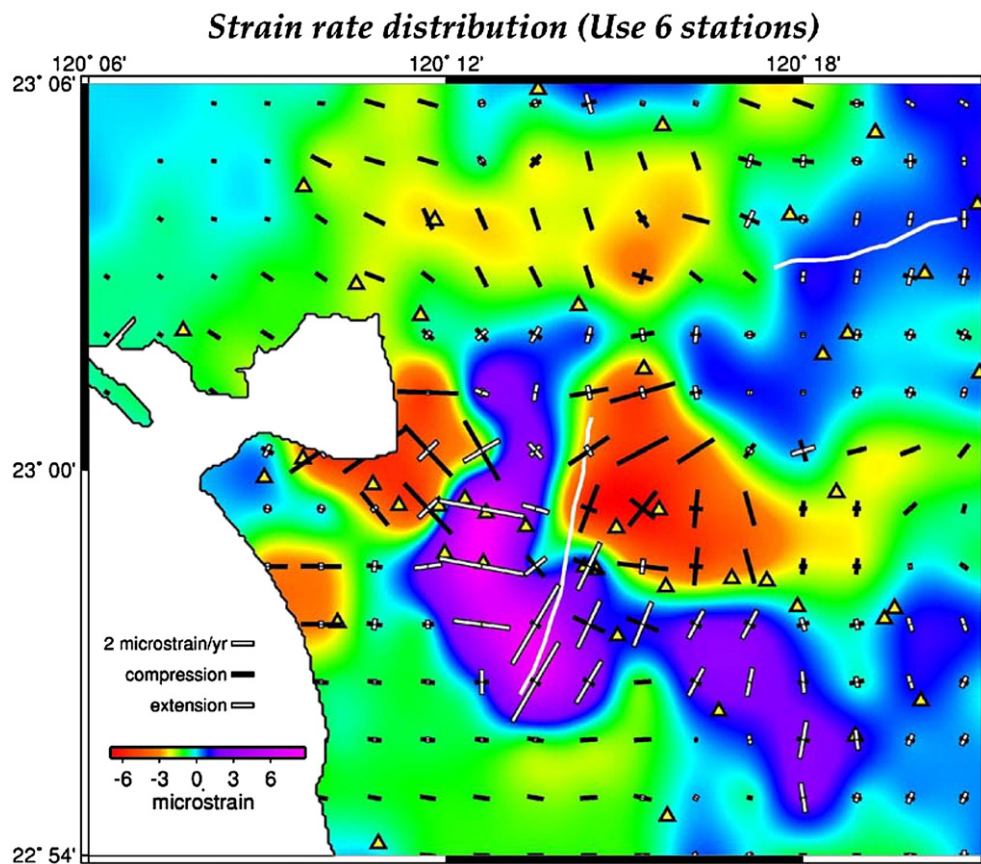 Strain rate distribution (Use 6 stations)
120° 06' 120° 12' 120° 18'
23° 06'
23° 00'
2 microstrain/yr
compression
extension
-6 -3 0 3 6
microstrain
22° 54'